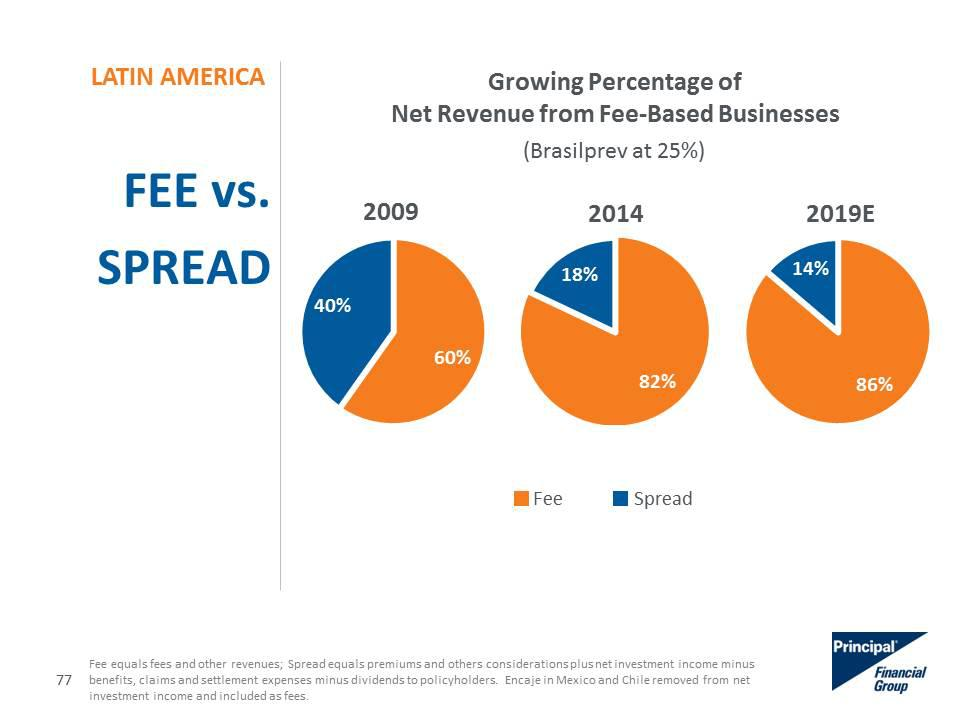 LATIN AMERICA
FEE vs.
SPREAD
Growing Percentage of
Net Revenue from Fee-Based Businesses
(Brasilprev at 25%)
2009
2014
2019E
40%
60%
18%
82%
14%
86%
Fee
Spread
77
Fee equals fees and other revenues; Spread equals premiums and others considerations plus net investment income minus
benefits, claims and settlement expenses minus dividends to policyholders. Encaje in Mexico and Chile removed from net
investment income and included as fees.
Principal®
Financial
Group